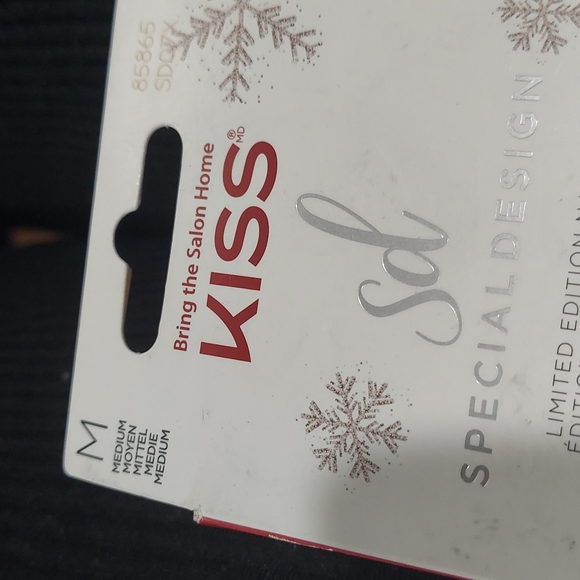 85865
M
MEDIUM
MOYEN
MITTEL
MEDIE
MEDIUM
Bring the Salon Home
KISS®MD
sd
SPECIAL DESIGN
LIMITED EDITION